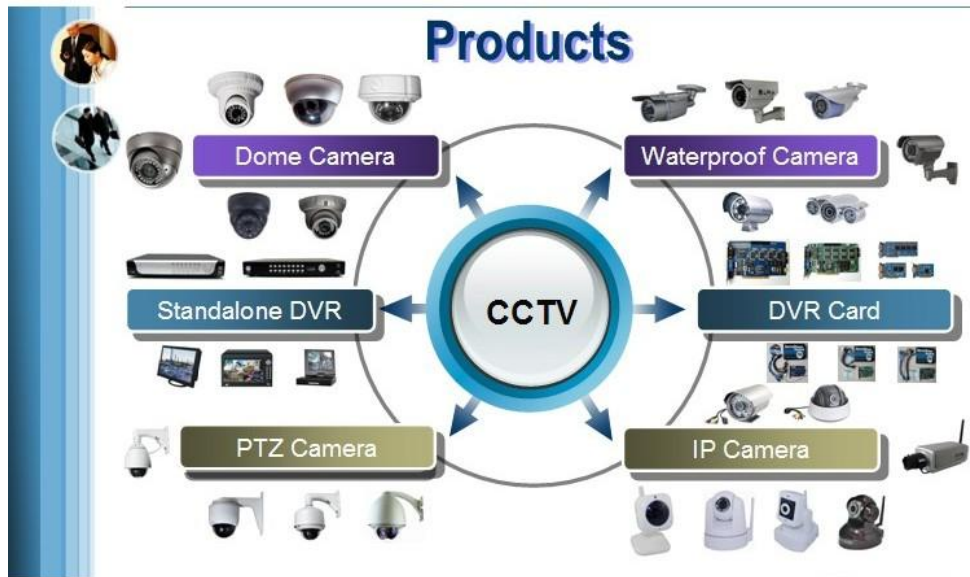 Products
Dome Camera
Waterproof Camera
CCTV
Standalone DVR
DVR Card
PTZ Camera
IP Camera